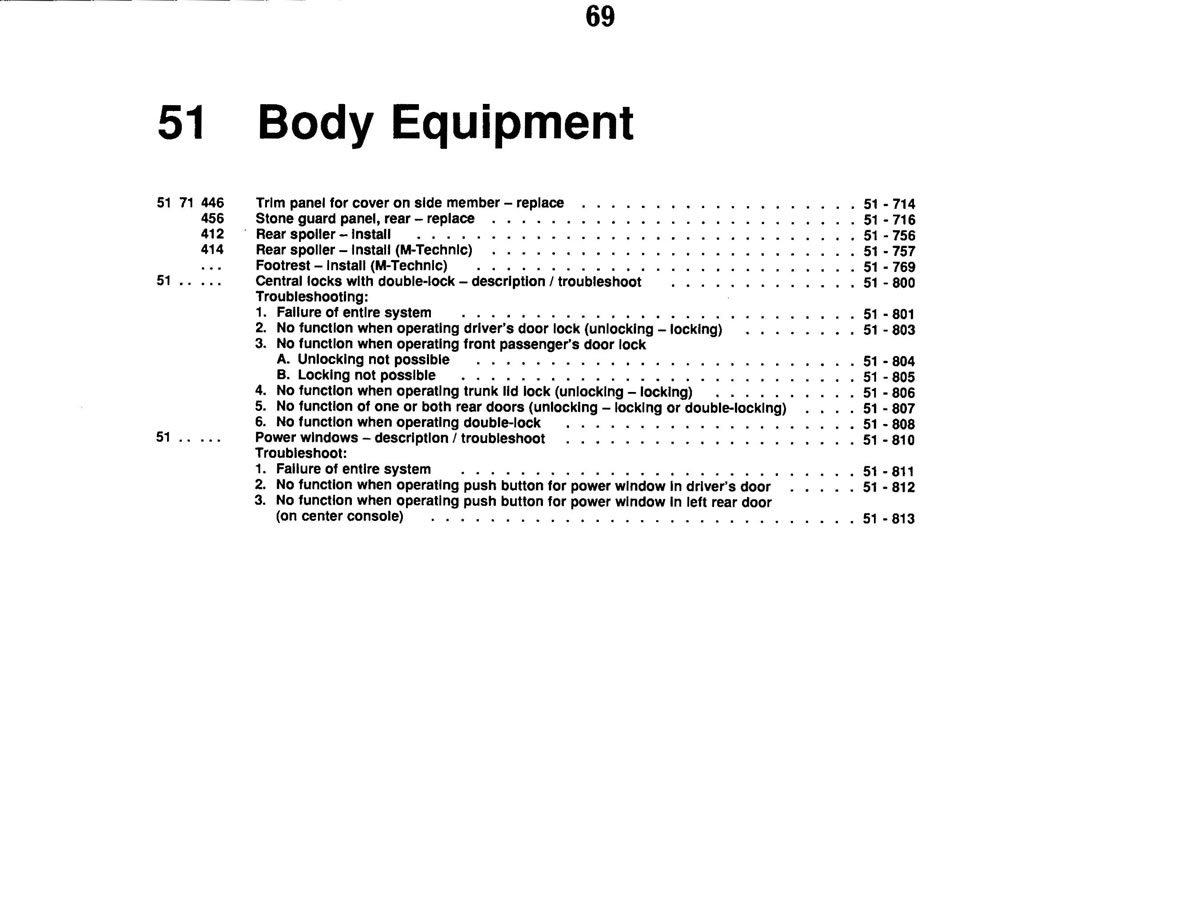 69
51 Body Equipment
51 71 446 Trim panel for cover on side member – replace . . . . . . . . . . . . . . . . . . . 51 - 714
456 Stone guard panel, rear – replace . . . . . . . . . . . . . . . . . . . . . . . . . 51 - 716
412 Rear spoiler – Install . . . . . . . . . . . . . . . . . . . . . . . . . . . . . . 51 - 756
414 Rear spoiler – Install (M-Technic) . . . . . . . . . . . . . . . . . . . . . . . . . 51 - 757
. . . Footrest – Install (M-Technic) . . . . . . . . . . . . . . . . . . . . . . . . . . 51 - 769
51 . . . . . Central locks with double-lock – description / troubleshoot . . . . . . . . . . . . . 51 - 800
Troubleshooting:
1. Failure of entire system . . . . . . . . . . . . . . . . . . . . . . . . . . . 51 - 801
2. No function when operating driver's door lock (unlocking – locking) . . . . . . . . 51 - 803
3. No function when operating front passenger's door lock
A. Unlocking not possible . . . . . . . . . . . . . . . . . . . . . . . . . . 51 - 804
B. Locking not possible . . . . . . . . . . . . . . . . . . . . . . . . . . . 51 - 805
4. No function when operating trunk lid lock (unlocking – locking) . . . . . . . . . . 51 - 806
5. No function of one or both rear doors (unlocking – locking or double-locking) . . . . 51 - 807
6. No function when operating double-lock . . . . . . . . . . . . . . . . . . . . 51 - 808
51 . . . . . Power windows – description / troubleshoot . . . . . . . . . . . . . . . . . . . . 51 - 810
Troubleshoot:
1. Failure of entire system . . . . . . . . . . . . . . . . . . . . . . . . . . . 51 - 811
2. No function when operating push button for power window in driver's door . . . . . 51 - 812
3. No function when operating push button for power window in left rear door
(on center console) . . . . . . . . . . . . . . . . . . . . . . . . . . . . . 51 - 813